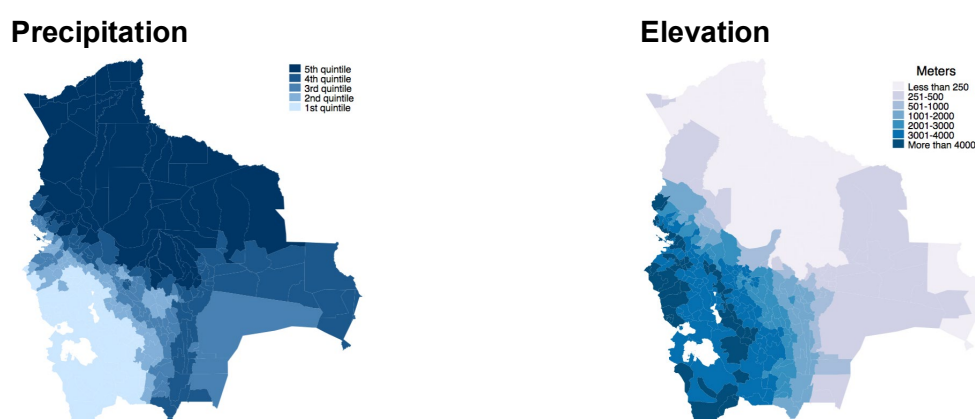 Precipitation
5th quintile
4th quintile
3rd quintile
2nd quintile
1st quintile
Elevation
Meters
Less than 250
251-500
501-1000
1001-2000
2001-3000
3001-4000
More than 4000